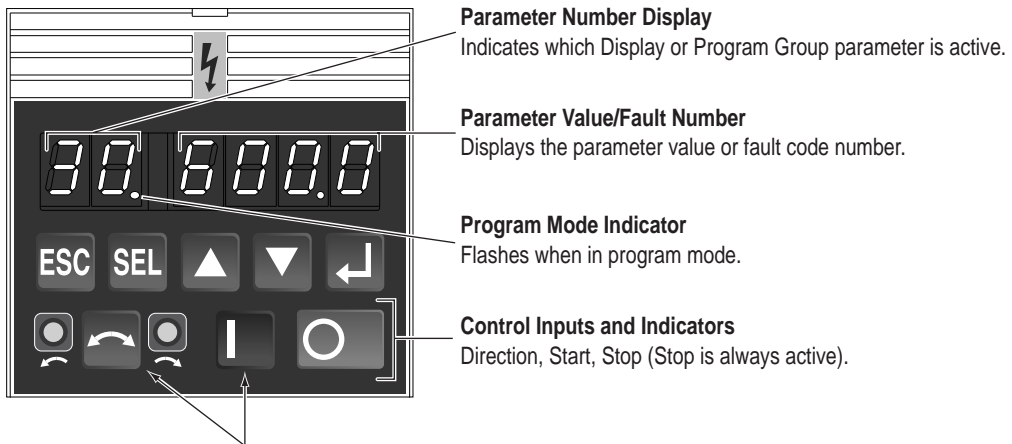 Parameter Number Display
Indicates which Display or Program Group parameter is active.
Parameter Value/Fault Number
Displays the parameter value or fault code number.
30. 600.0
Program Mode Indicator
Flashes when in program mode.
ESC SEL
Control Inputs and Indicators
Direction, Start, Stop (Stop is always active).